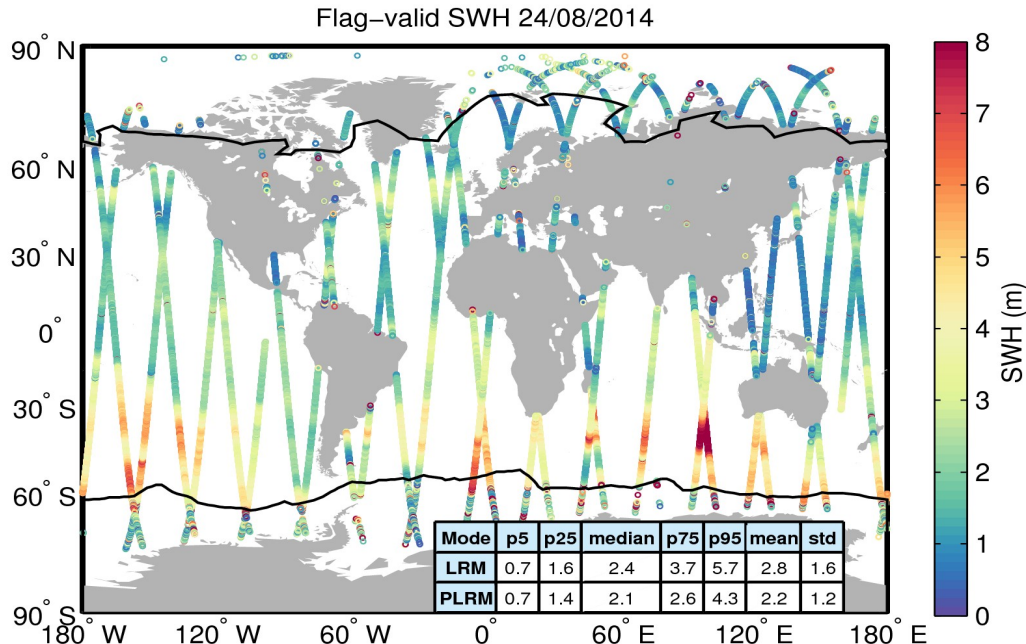 Flag−valid SWH 24/08/2014
90° N
60° N
30° N
0°
30° S
60° S
90° S
180° W 120° W 60° W 0° 60° E 120° E 180° E
Mode p5 p25 median p75 p95 mean std
LRM 0.7 1.6 2.4 3.7 5.7 2.8 1.6
PLRM 0.7 1.4 2.1 2.6 4.3 2.2 1.2
8
7
6
5
4
3
2
1
0
SWH (m)